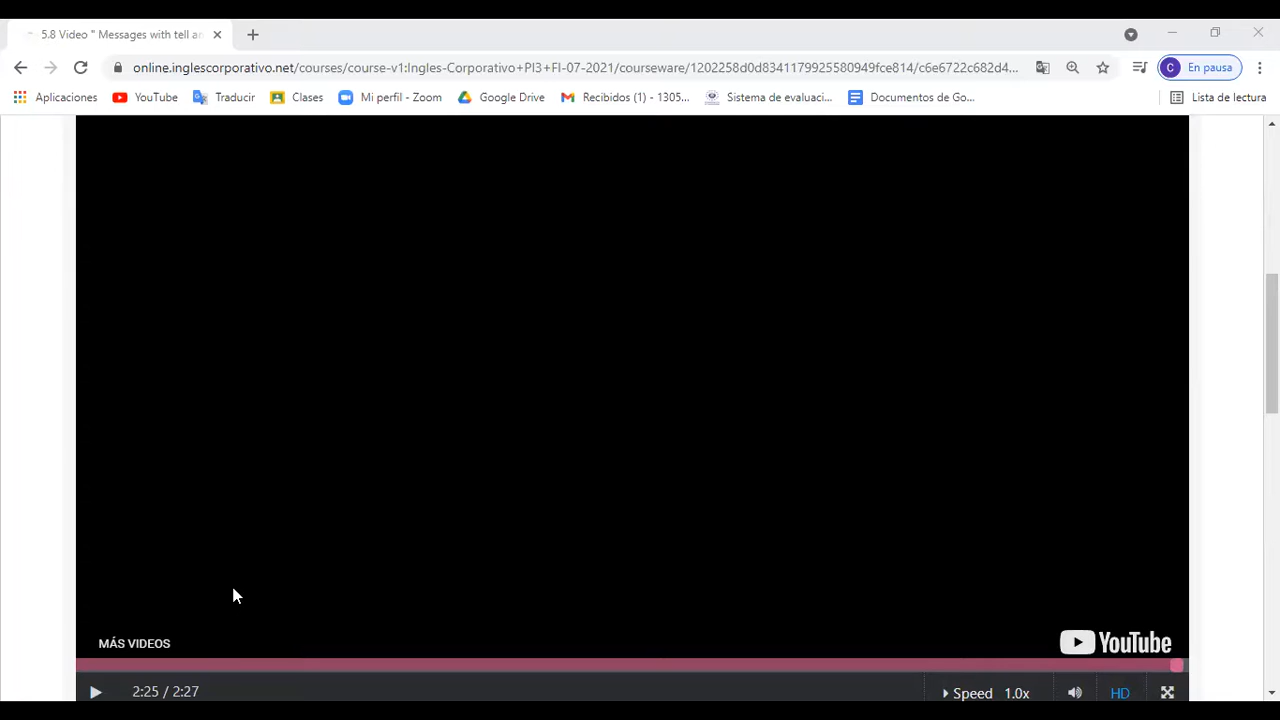 5.8 Video " Messages with tell an
online.inglescorporativo.net/courses/course-v1:Ingles-Corporativo+PI3+FI-07-2021/courseware/1202258d0d8341179925580949fce814/c6e6722c682d4...
C En pausa
Aplicaciones YouTube Traducir Clases Mi perfil - Zoom Google Drive Recibidos (1) - 1305... Sistema de evaluaci... Documentos de Go... Lista de lectura
MÁS VIDEOS YouTube
2:25 / 2:27 Speed 1.0x HD